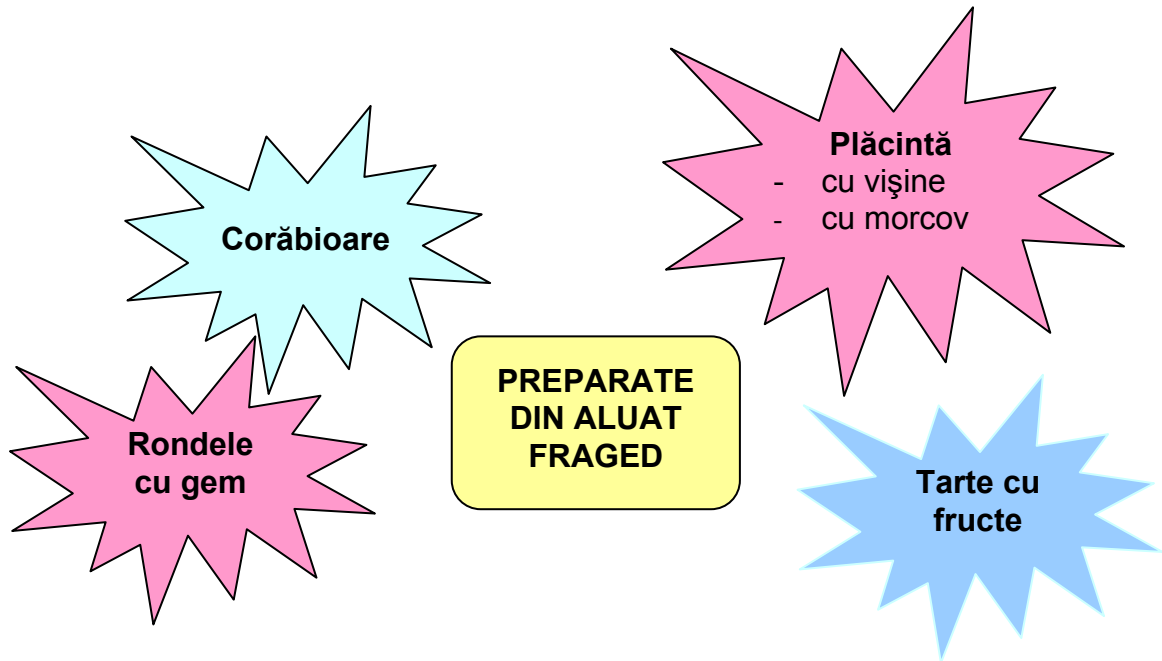 Plăcintă
- cu vişine
- cu morcov
Corăbioare
PREPARATE
DIN ALUAT
FRAGED
Rondele
cu gem
Tarte cu
fructe